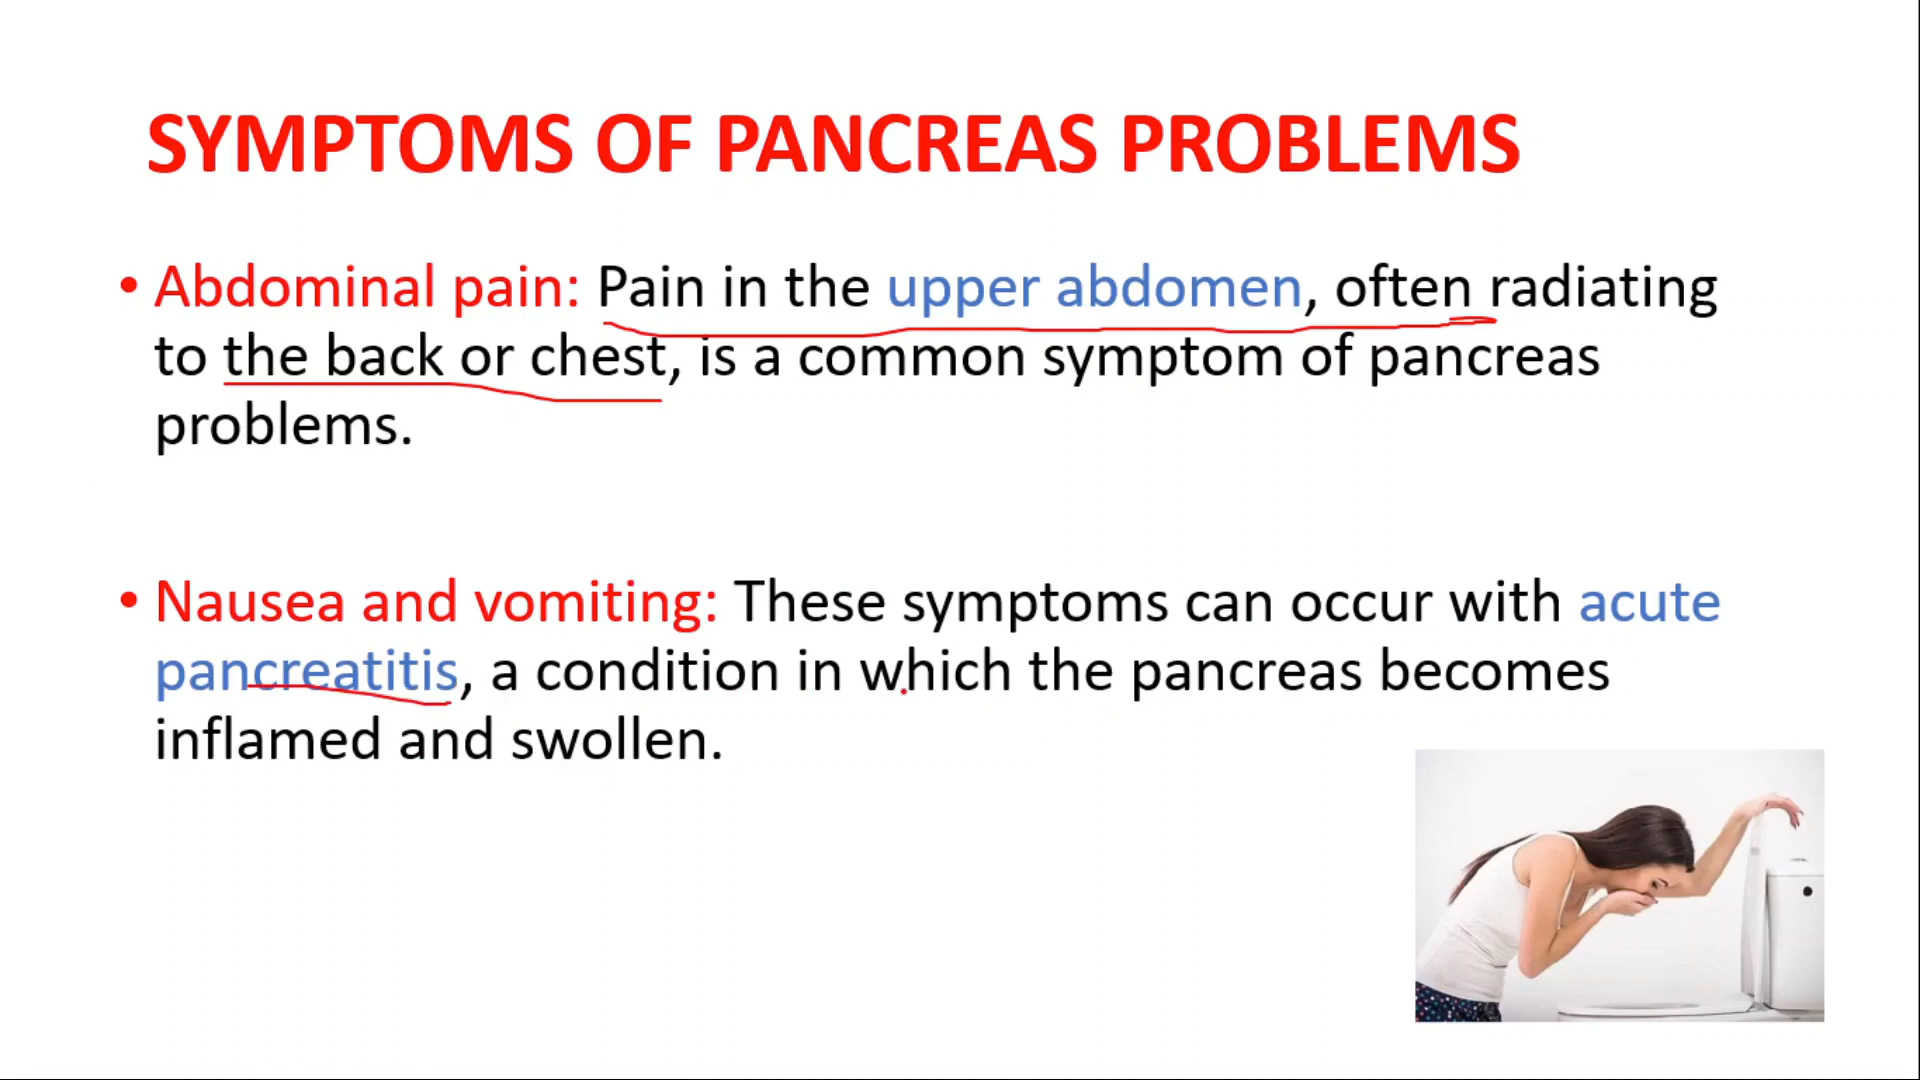 SYMPTOMS OF PANCREAS PROBLEMS
• Abdominal pain: Pain in the upper abdomen, often radiating
to the back or chest, is a common symptom of pancreas
problems.
• Nausea and vomiting: These symptoms can occur with acute
pancreatitis, a condition in which the pancreas becomes
inflamed and swollen.